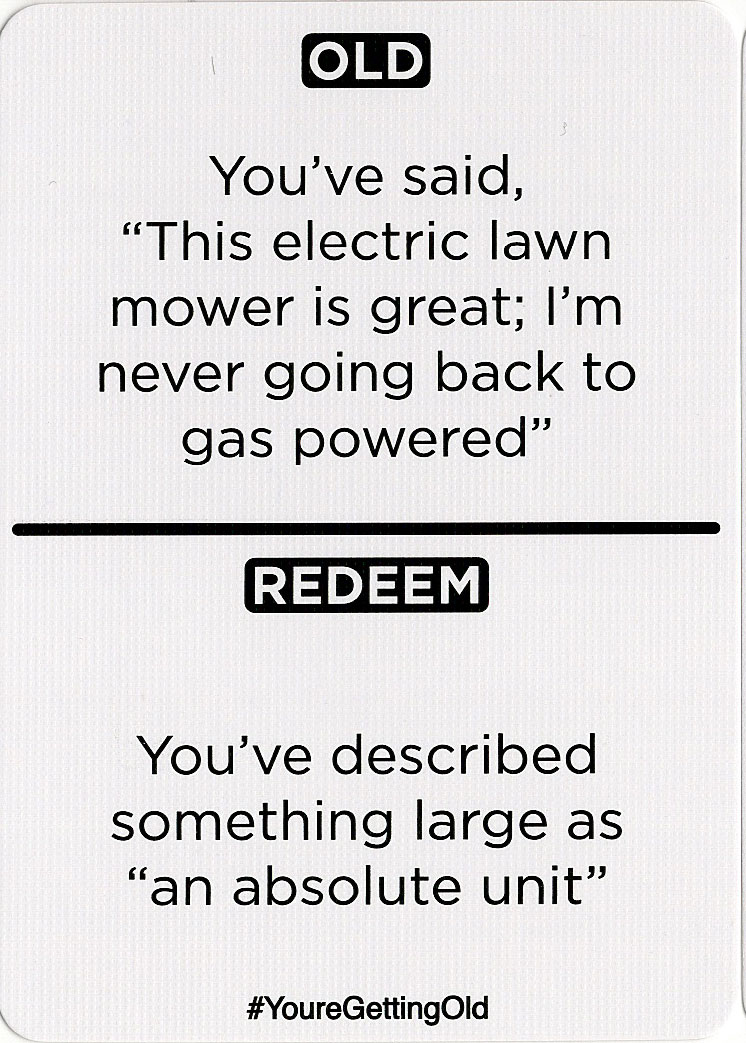 OLD
You’ve said,
“This electric lawn
mower is great; I’m
never going back to
gas powered”
REDEEM
You’ve described
something large as
“an absolute unit”
#YoureGettingOld